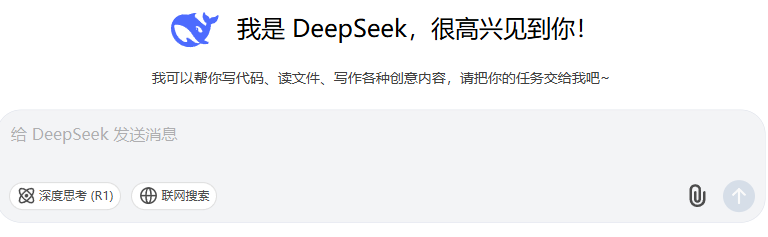 我是 DeepSeek，很高兴见到你！
我可以帮你写代码、读文件、写作各种创意内容，请把你的任务交给我吧~
给 DeepSeek 发送消息
深度思考 (R1) 联网搜索